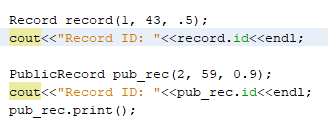 Record record(1, 43, .5);
cout<<"Record ID: "<<record.id<<endl;
PublicRecord pub_rec(2, 59, 0.9);
cout<<"Record ID: "<<pub_rec.id<<endl;
pub_rec.print();